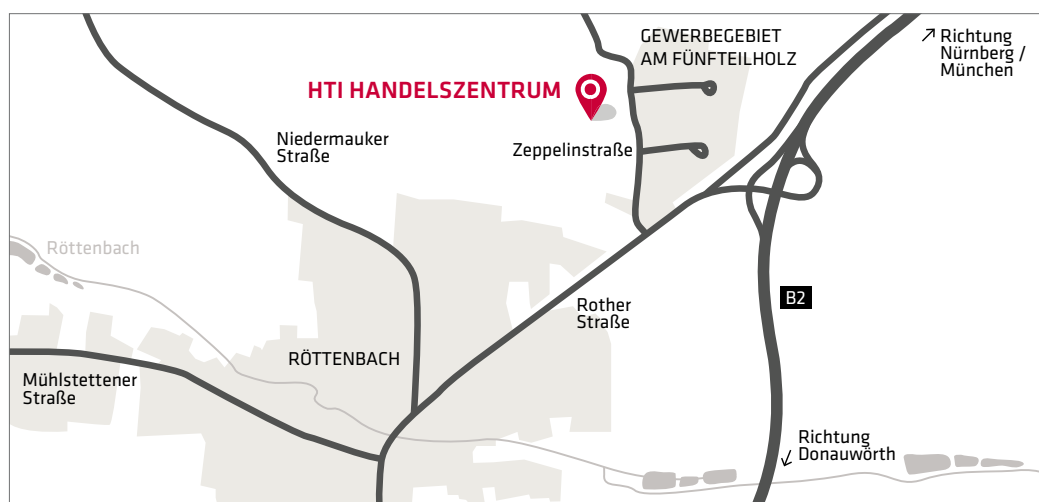 GEWERBEGEBIET
AM FÜNFTEILHOLZ
Richtung
Nürnberg /
München
HTI HANDELSZENTRUM
Niedermauker
Straße
Zeppelinstraße
Röttenbach
B2
Rother
Straße
RÖTTENBACH
Mühlstettener
Straße
Richtung
Donauwörth